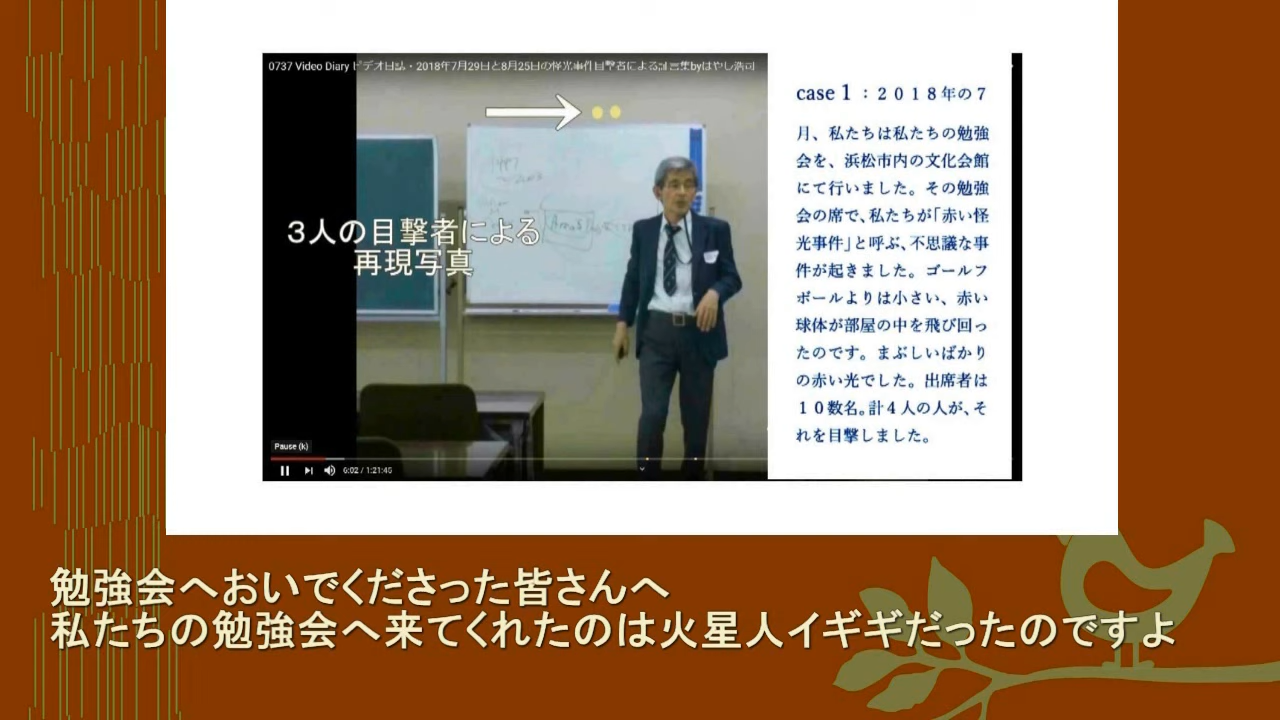 0737 Video Diary ビデオ日誌・2018年7月29日と8月25日の怪光事件目撃者による証言集byはやし浩司
3人の目撃者による
再現写真
Pause (k)
6:02 / 1:21:45
case 1：２０１８年の７
月、私たちは私たちの勉強
会を、浜松市内の文化会館
にて行いました。その勉強
会の席で、私たちが「赤い怪
光事件」と呼ぶ、不思議な事
件が起きました。ゴールフ
ボールよりは小さい、赤い
球体が部屋の中を飛び回っ
たのです。まぶしいばかり
の赤い光でした。出席者は
１０数名。計４人の人が、そ
れを目撃しました。
勉強会へおいでくださった皆さんへ
私たちの勉強会へ来てくれたのは火星人イギギだったのですよ